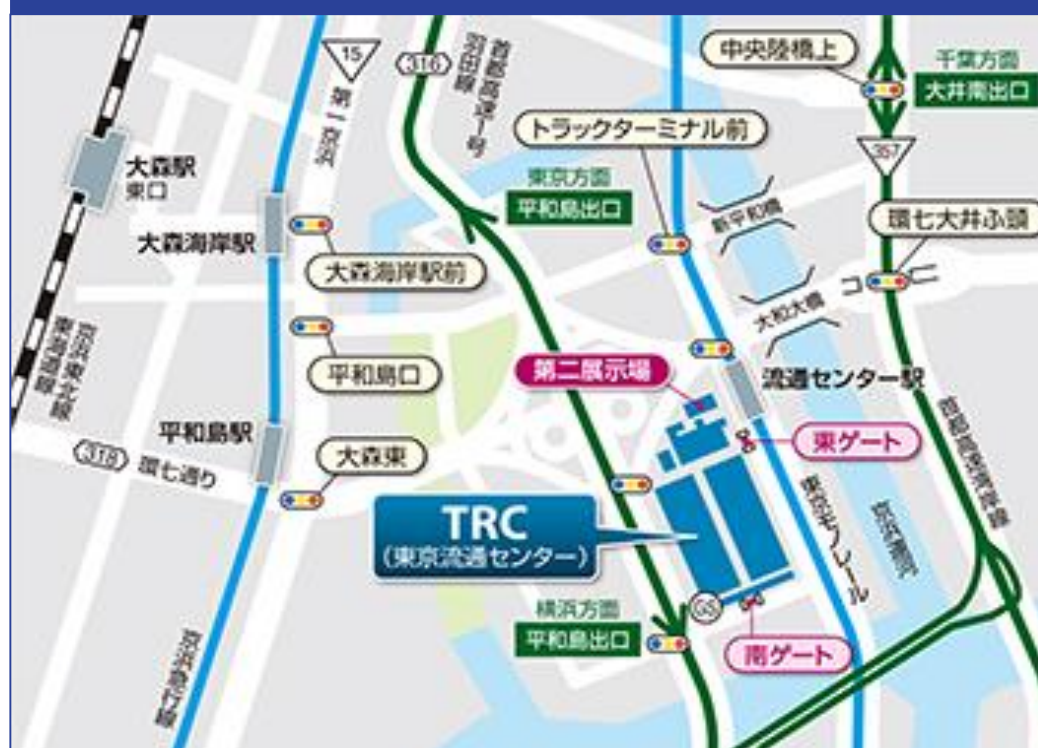 15
第一京浜
316
首都高速1号
羽田線
中央陸橋上
千葉方面
大井南出口
トラックターミナル前
357
大森駅
東口
東京方面
平和島出口
新平和橋
環七大井ふ頭
大森海岸駅
大森海岸駅前
大和大橋
京浜東北線
東海道線
平和島口
第二展示場
流通センター駅
平和島駅
東ゲート
318
環七通り
大森東
TRC
(東京流通センター)
東京モノレール
京浜運河
横浜方面
平和島出口
GS
南ゲート
京浜急行線